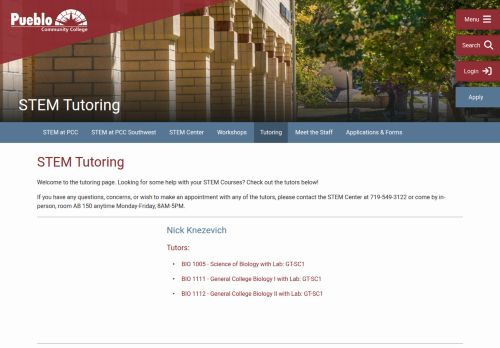 Pueblo
Community College
Menu
Search
Login
Apply
STEM Tutoring
STEM at PCC STEM at PCC Southwest STEM Center Workshops Tutoring Meet the Staff Applications & Forms
STEM Tutoring
Welcome to the tutoring page. Looking for some help with your STEM Courses? Check out the tutors below!
If you have any questions, concerns, or wish to make an appointment with any of the tutors, please contact the STEM Center at 719-549-3122 or come by in-
person, room AB 150 anytime Monday-Friday, 8AM-5PM.
Nick Knezevich
Tutors:
• BIO 1005 - Science of Biology with Lab: GT-SC1
• BIO 1111 - General College Biology I with Lab: GT-SC1
• BIO 1112 - General College Biology II with Lab: GT-SC1